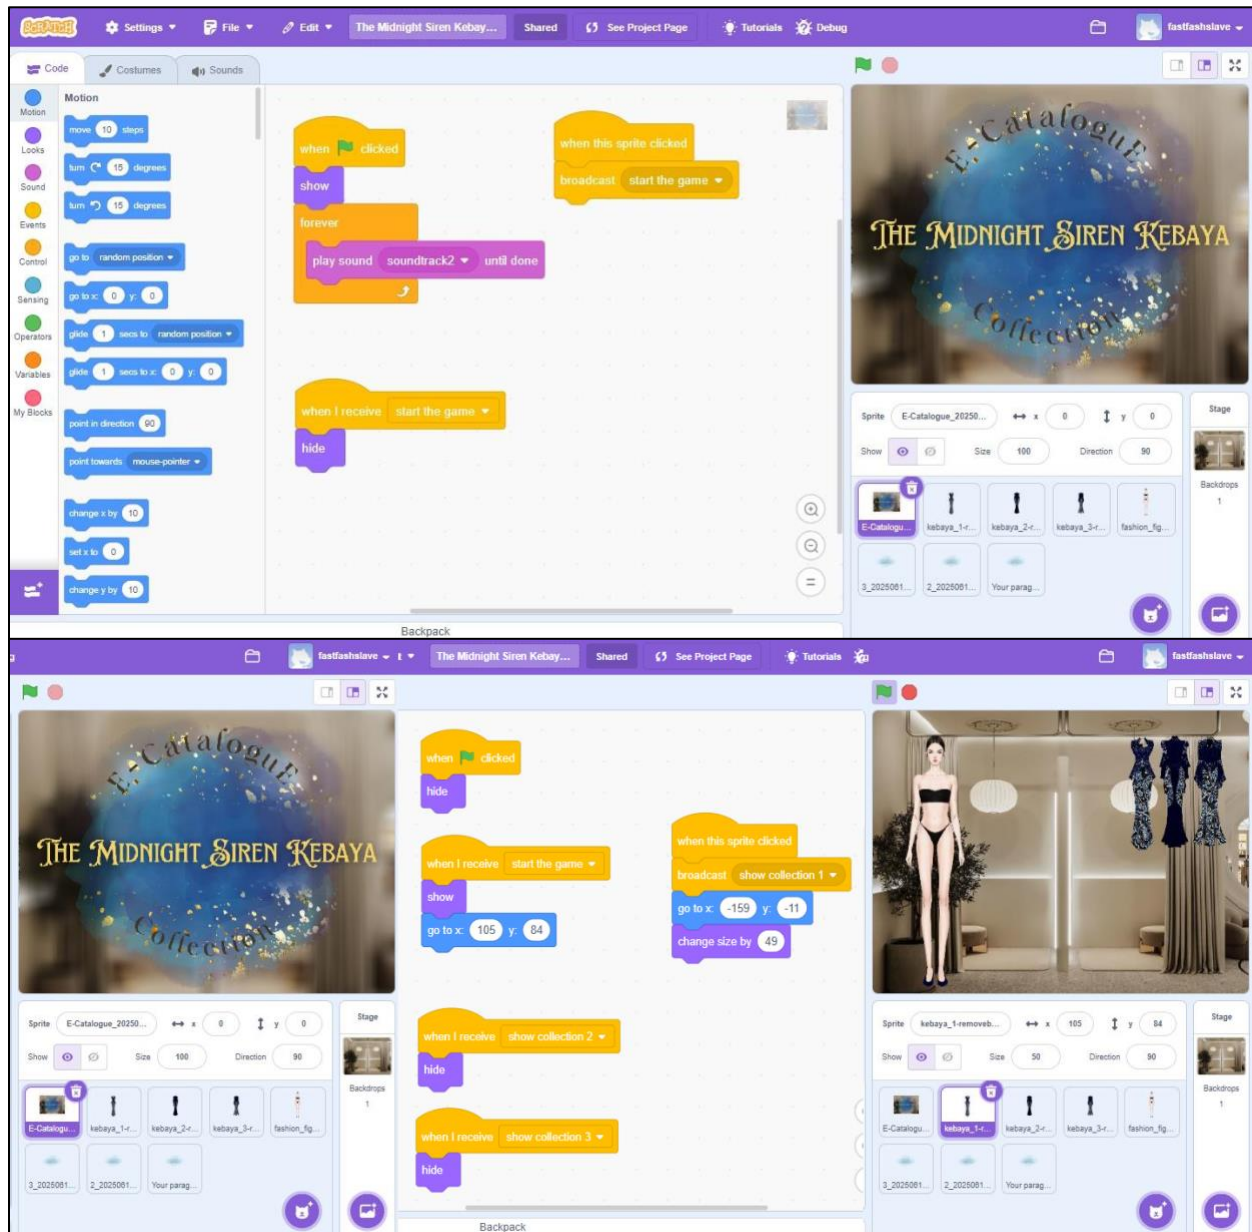 SCRATCH Settings File Edit The Midnight Siren Kebay... Shared See Project Page Tutorials Debug fastfashslave
Code Costumes Sounds
Motion
Looks
Sound
Events
Control
Sensing
Operators
Variables
My Blocks
Motion
move 10 steps
turn 15 degrees
turn 15 degrees
go to random position
go to x: 0 y: 0
glide 1 secs to random position
glide 1 secs to x: 0 y: 0
point in direction 90
point towards mouse-pointer
change x by 10
set x to 0
change y by 10
when clicked
show
forever
play sound soundtrack2 until done
when this sprite clicked
broadcast start the game
when I receive start the game
hide
=
Backpack
E-CataloguE
THE MIDNIGHT SIREN KEBAYA
Collection
Sprite E-Catalogue_20250... x 0 y 0
Show Size 100 Direction 90
E-Catalogu... kebaya_1-r... kebaya_2-r... kebaya_3-r... fashion_fig...
3_2025061... 2_2025061... Your parag...
Stage
Backdrops
1
g fastfashslave t The Midnight Siren Kebay... Shared See Project Page Tutorials fastfashslave
E-CataloguE
THE MIDNIGHT SIREN KEBAYA
Collection
Sprite E-Catalogue_20250... x 0 y 0
Show Size 100 Direction 90
E-Catalogu... kebaya_1-r... kebaya_2-r... kebaya_3-r... fashion_fig...
3_2025061... 2_2025061... Your parag...
Stage
Backdrops
1
when clicked
hide
when I receive start the game
show
go to x: 105 y: 84
when this sprite clicked
broadcast show collection 1
go to x: -159 y: -11
change size by 49
when I receive show collection 2
hide
when I receive show collection 3
hide
Backpack
Sprite kebaya_1-removeb... x 105 y 84
Show Size 50 Direction 90
E-Catalogu... kebaya_1-r... kebaya_2-r... kebaya_3-r... fashion_fig...
3_2025061... 2_2025061... Your parag...
Stage
Backdrops
1